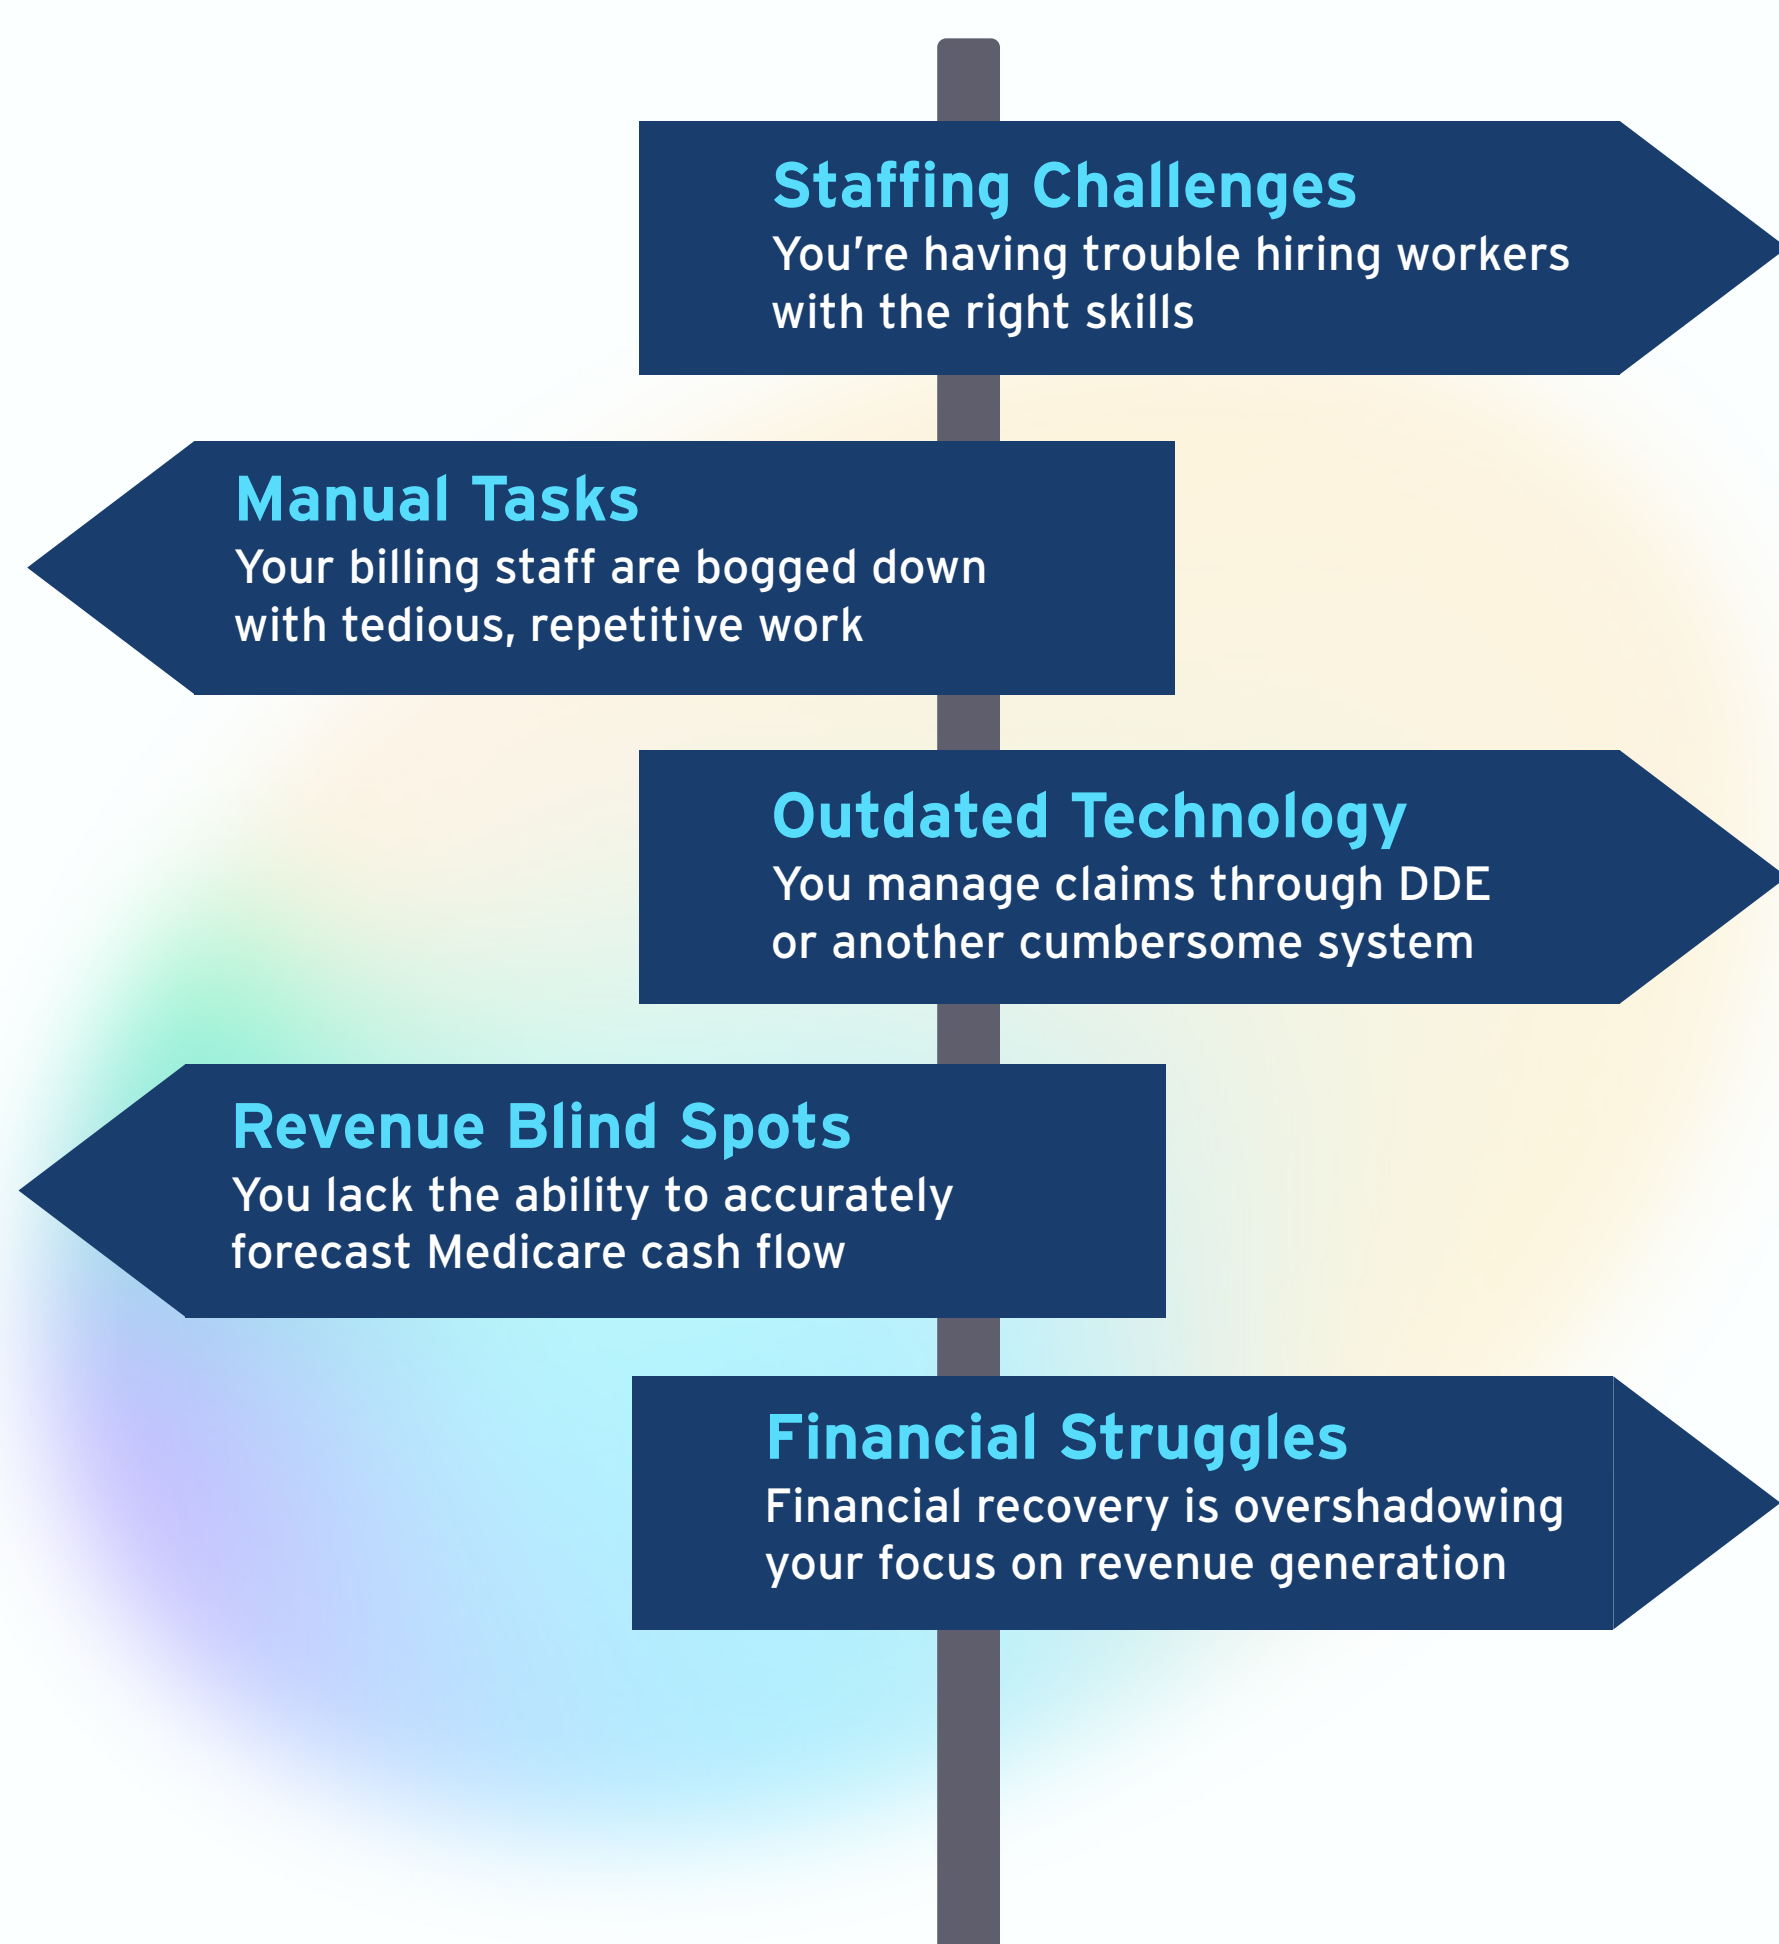 Staffing Challenges
You're having trouble hiring workers
with the right skills
Manual Tasks
Your billing staff are bogged down
with tedious, repetitive work
Outdated Technology
You manage claims through DDE
or another cumbersome system
Revenue Blind Spots
You lack the ability to accurately
forecast Medicare cash flow
Financial Struggles
Financial recovery is overshadowing
your focus on revenue generation